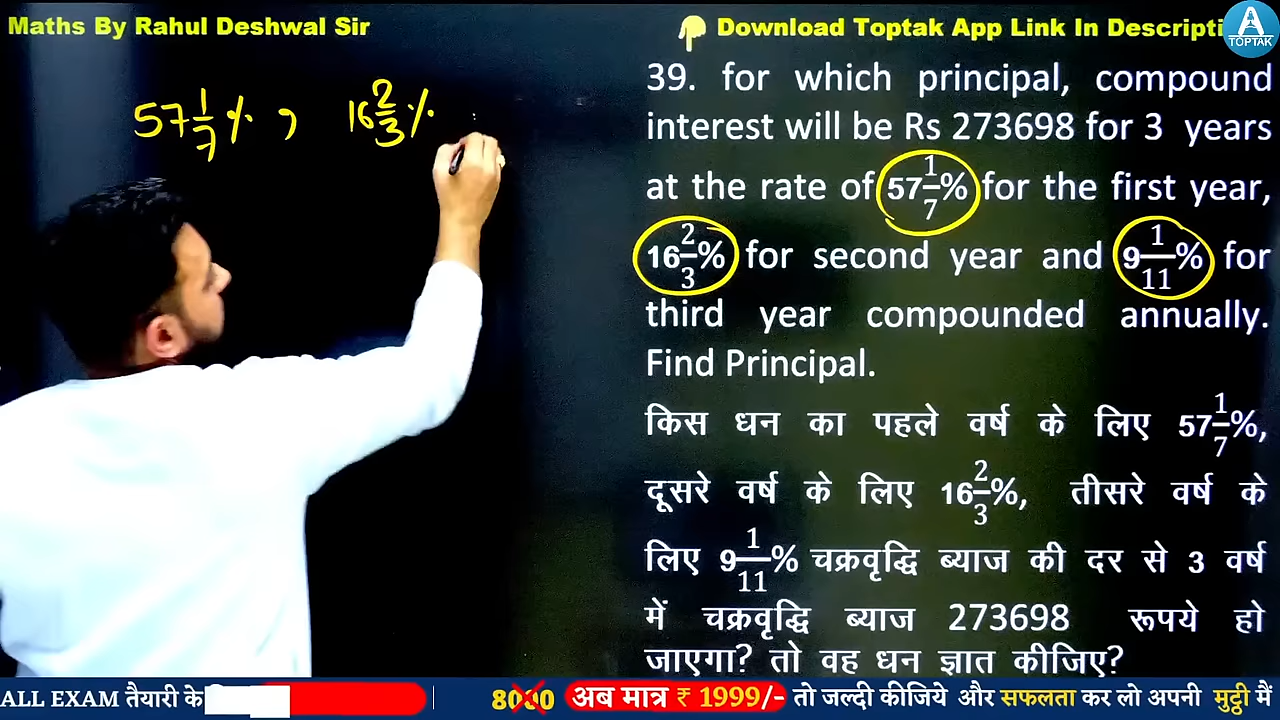 Maths By Rahul Deshwal Sir
Download Toptak App Link In Descripti
TOPTAK
57 1/7 % , 16 2/3 %
39. for which principal, compound
interest will be Rs 273698 for 3 years
at the rate of 57 1/7% for the first year,
16 2/3% for second year and 9 1/11% for
third year compounded annually.
Find Principal.
किस धन का पहले वर्ष के लिए 57 1/7%,
दूसरे वर्ष के लिए 16 2/3%, तीसरे वर्ष के
लिए 9 1/11% चक्रवृद्धि ब्याज की दर से 3 वर्ष
में चक्रवृद्धि ब्याज 273698 रूपये हो
जाएगा? तो वह धन ज्ञात कीजिए?
ALL EXAM तैयारी के 8000 अब मात्र ₹ 1999/- तो जल्दी कीजिये और सफलता कर लो अपनी मुट्ठी में